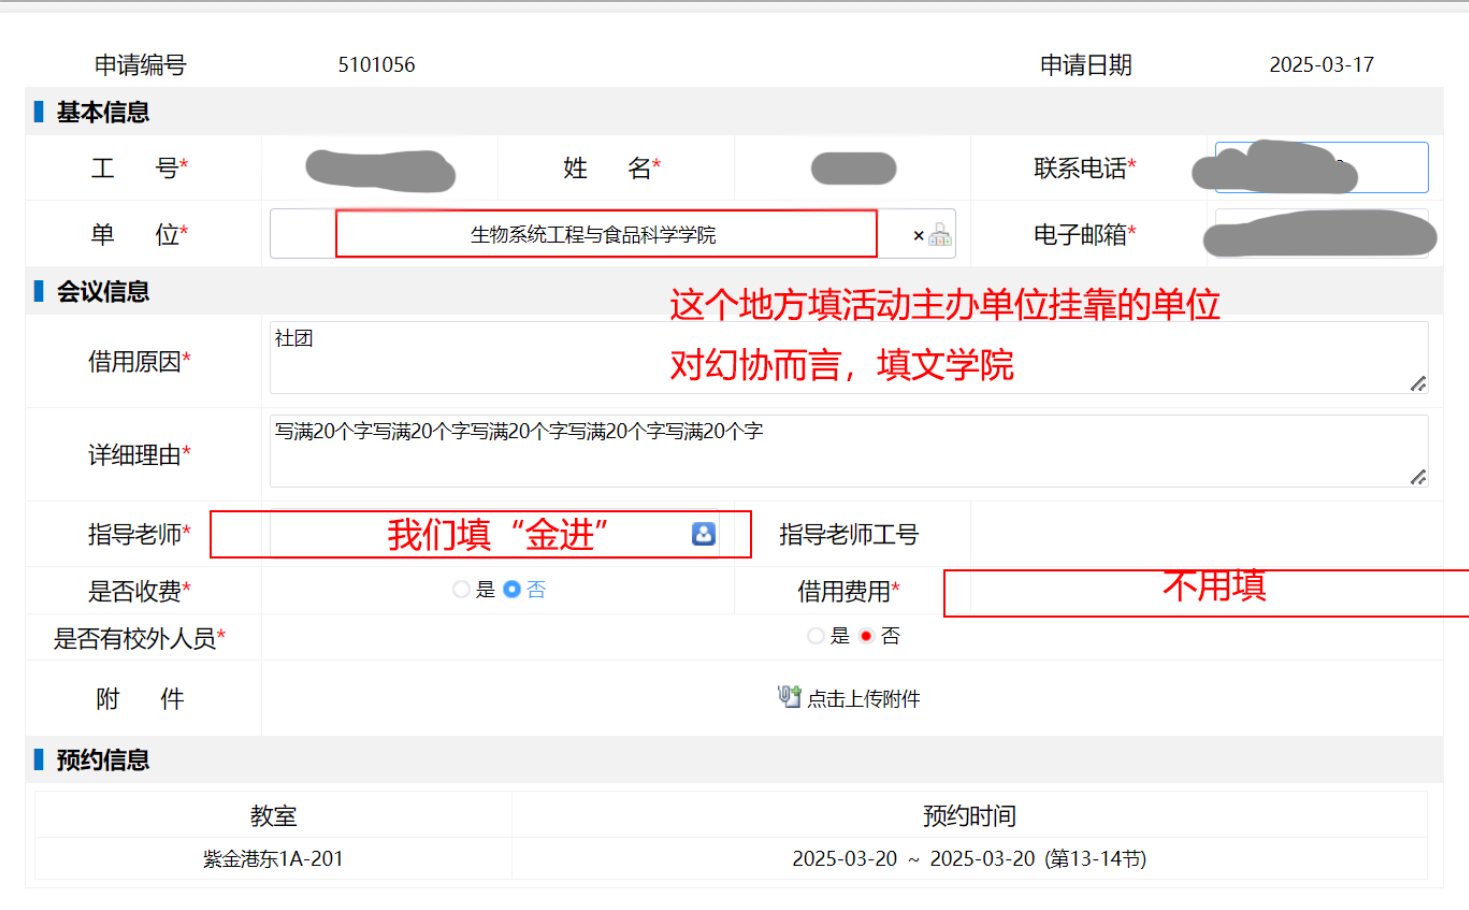 申请编号 5101056 申请日期 2025-03-17
基本信息
工 号* 姓 名* 联系电话*
单 位* 生物系统工程与食品科学学院 × 电子邮箱*
会议信息
这个地方填活动主办单位挂靠的单位
借用原因* 社团
对幻协而言，填文学院
详细理由* 写满20个字写满20个字写满20个字写满20个字写满20个字
指导老师* 我们填“金进” 指导老师工号
是否收费* 是 否 借用费用* 不用填
是否有校外人员* 是 否
附 件 点击上传附件
预约信息
教室 预约时间
紫金港东1A-201 2025-03-20 ~ 2025-03-20 (第13-14节)